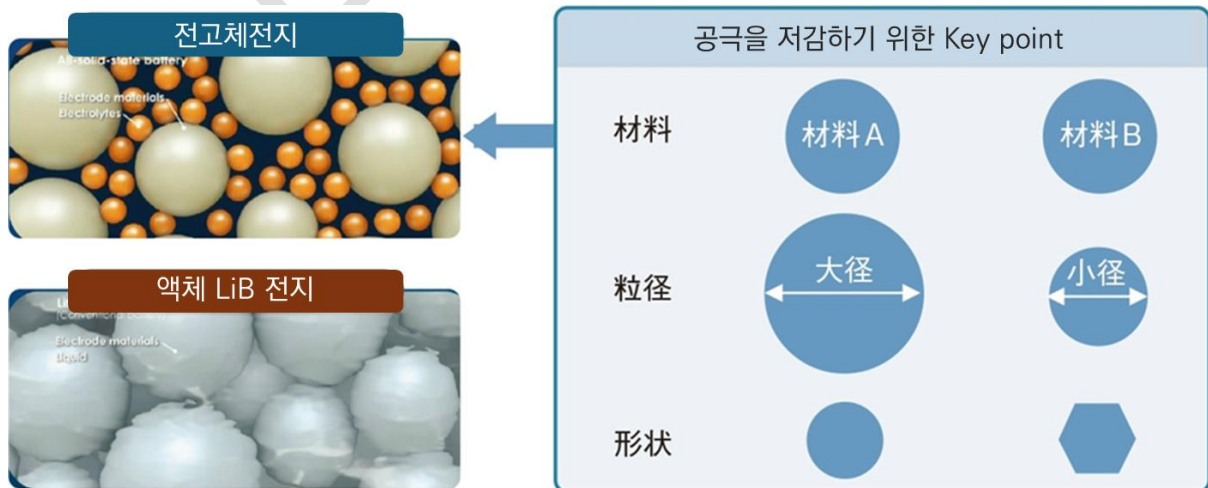 전고체전지
All-solid-state battery
Electrode materials
Electrolytes
액체 LiB 전지
Electrode materials
Liquid
공극을 저감하기 위한 Key point
材料
材料A
材料B
粒径
大径
小径
形状